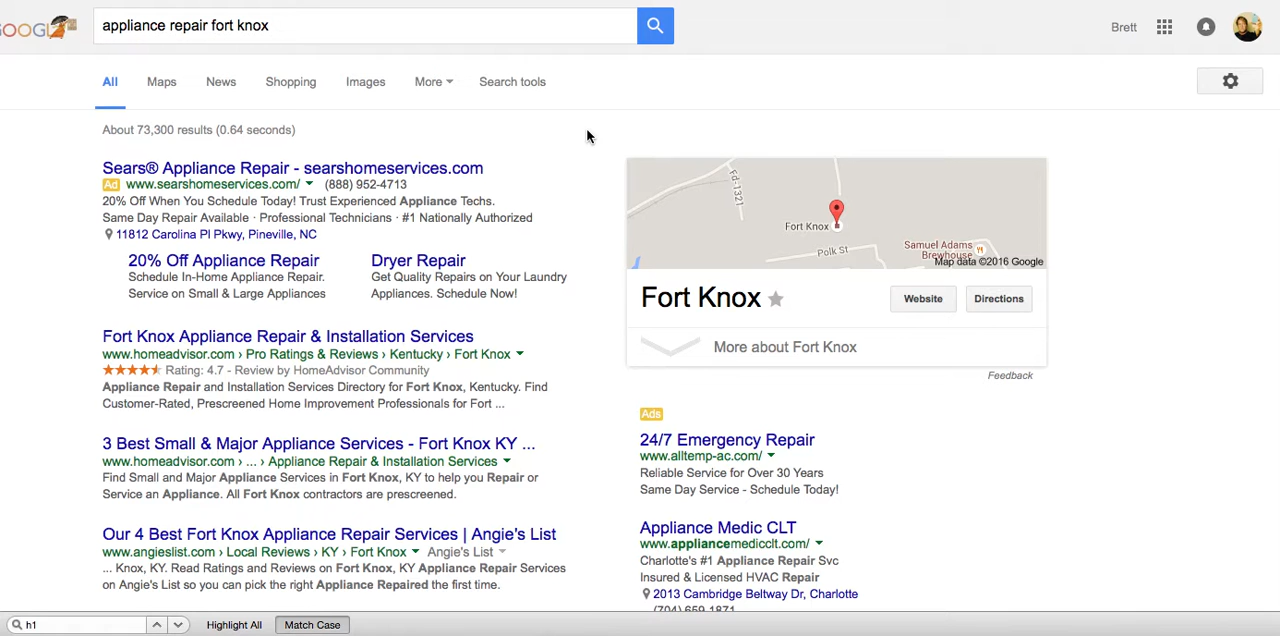 GOOGL
appliance repair fort knox
Brett
All Maps News Shopping Images More Search tools
About 73,300 results (0.64 seconds)
Sears® Appliance Repair - searshomeservices.com
Ad www.searshomeservices.com/ (888) 952-4713
20% Off When You Schedule Today! Trust Experienced Appliance Techs.
Same Day Repair Available · Professional Technicians · #1 Nationally Authorized
11812 Carolina Pl Pkwy, Pineville, NC
20% Off Appliance Repair
Schedule In-Home Appliance Repair.
Service on Small & Large Appliances
Dryer Repair
Get Quality Repairs on Your Laundry
Appliances. Schedule Now!
Fort Knox Appliance Repair & Installation Services
www.homeadvisor.com › Pro Ratings & Reviews › Kentucky › Fort Knox
Rating: 4.7 - Review by HomeAdvisor Community
Appliance Repair and Installation Services Directory for Fort Knox, Kentucky. Find
Customer-Rated, Prescreened Home Improvement Professionals for Fort ...
3 Best Small & Major Appliance Services - Fort Knox KY ...
www.homeadvisor.com › ... › Appliance Repair & Installation Services
Find Small and Major Appliance Services in Fort Knox, KY to help you Repair or
Service an Appliance. All Fort Knox contractors are prescreened.
Our 4 Best Fort Knox Appliance Repair Services | Angie's List
www.angieslist.com › Local Reviews › KY › Fort Knox Angie's List
... Knox, KY. Read Ratings and Reviews on Fort Knox, KY Appliance Repair Services
on Angie's List so you can pick the right Appliance Repaired the first time.
Fd-1321
Fort Knox
Polk St
Samuel Adams
Brewhouse
Map data ©2016 Google
Fort Knox
Website
Directions
More about Fort Knox
Feedback
Ads
24/7 Emergency Repair
www.alltemp-ac.com/
Reliable Service for Over 30 Years
Same Day Service - Schedule Today!
Appliance Medic CLT
www.appliancemedicclt.com/
Charlotte's #1 Appliance Repair Svc
Insured & Licensed HVAC Repair
2013 Cambridge Beltway Dr, Charlotte
(704) 659-1871
h1
Highlight All
Match Case